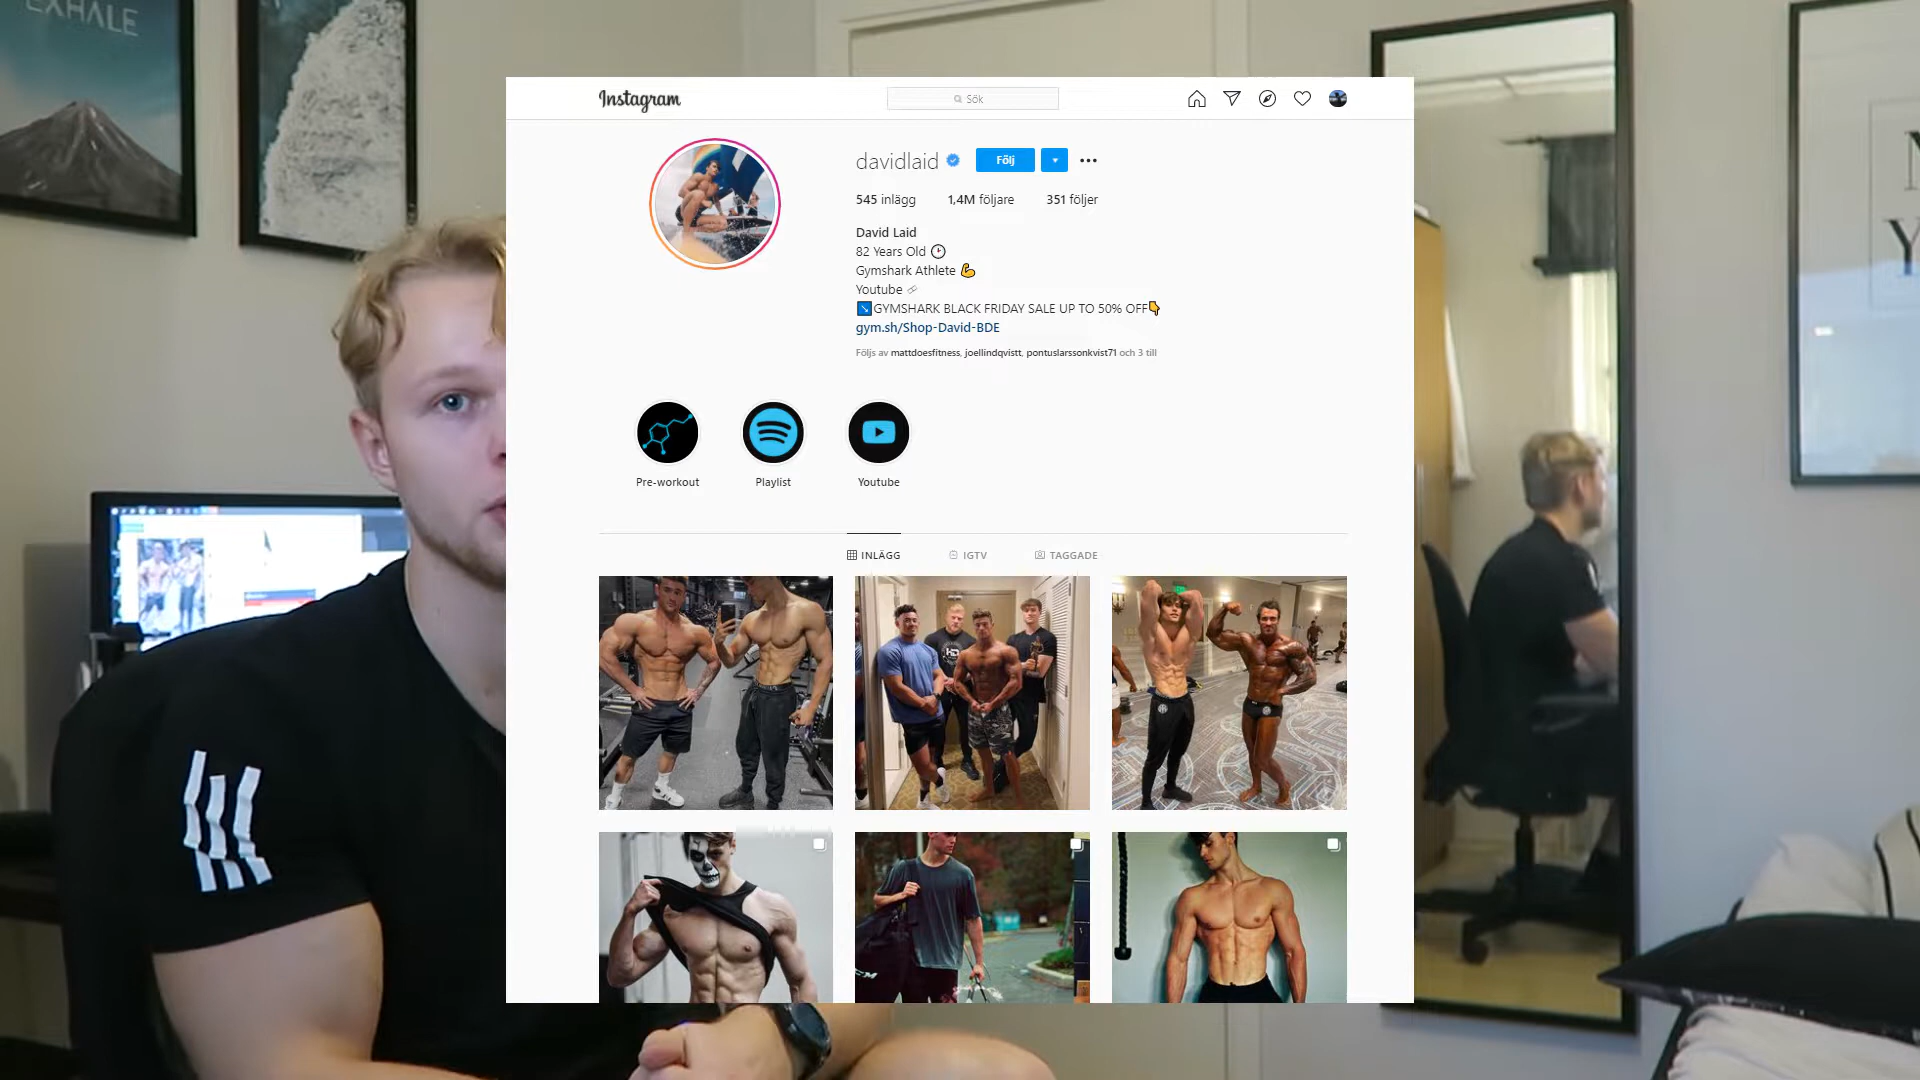 EXHALE
Instagram
Sök
davidlaid
Följ
545 inlägg 1,4M följare 351 följer
David Laid
82 Years Old
Gymshark Athlete 💪
Youtube
↘GYMSHARK BLACK FRIDAY SALE UP TO 50% OFF👇
gym.sh/Shop-David-BDE
Följs av mattdoesfitness, joellindqvistt, pontuslarssonkvist71 och 3 till
Pre-workout
Playlist
Youtube
INLÄGG
IGTV
TAGGADE